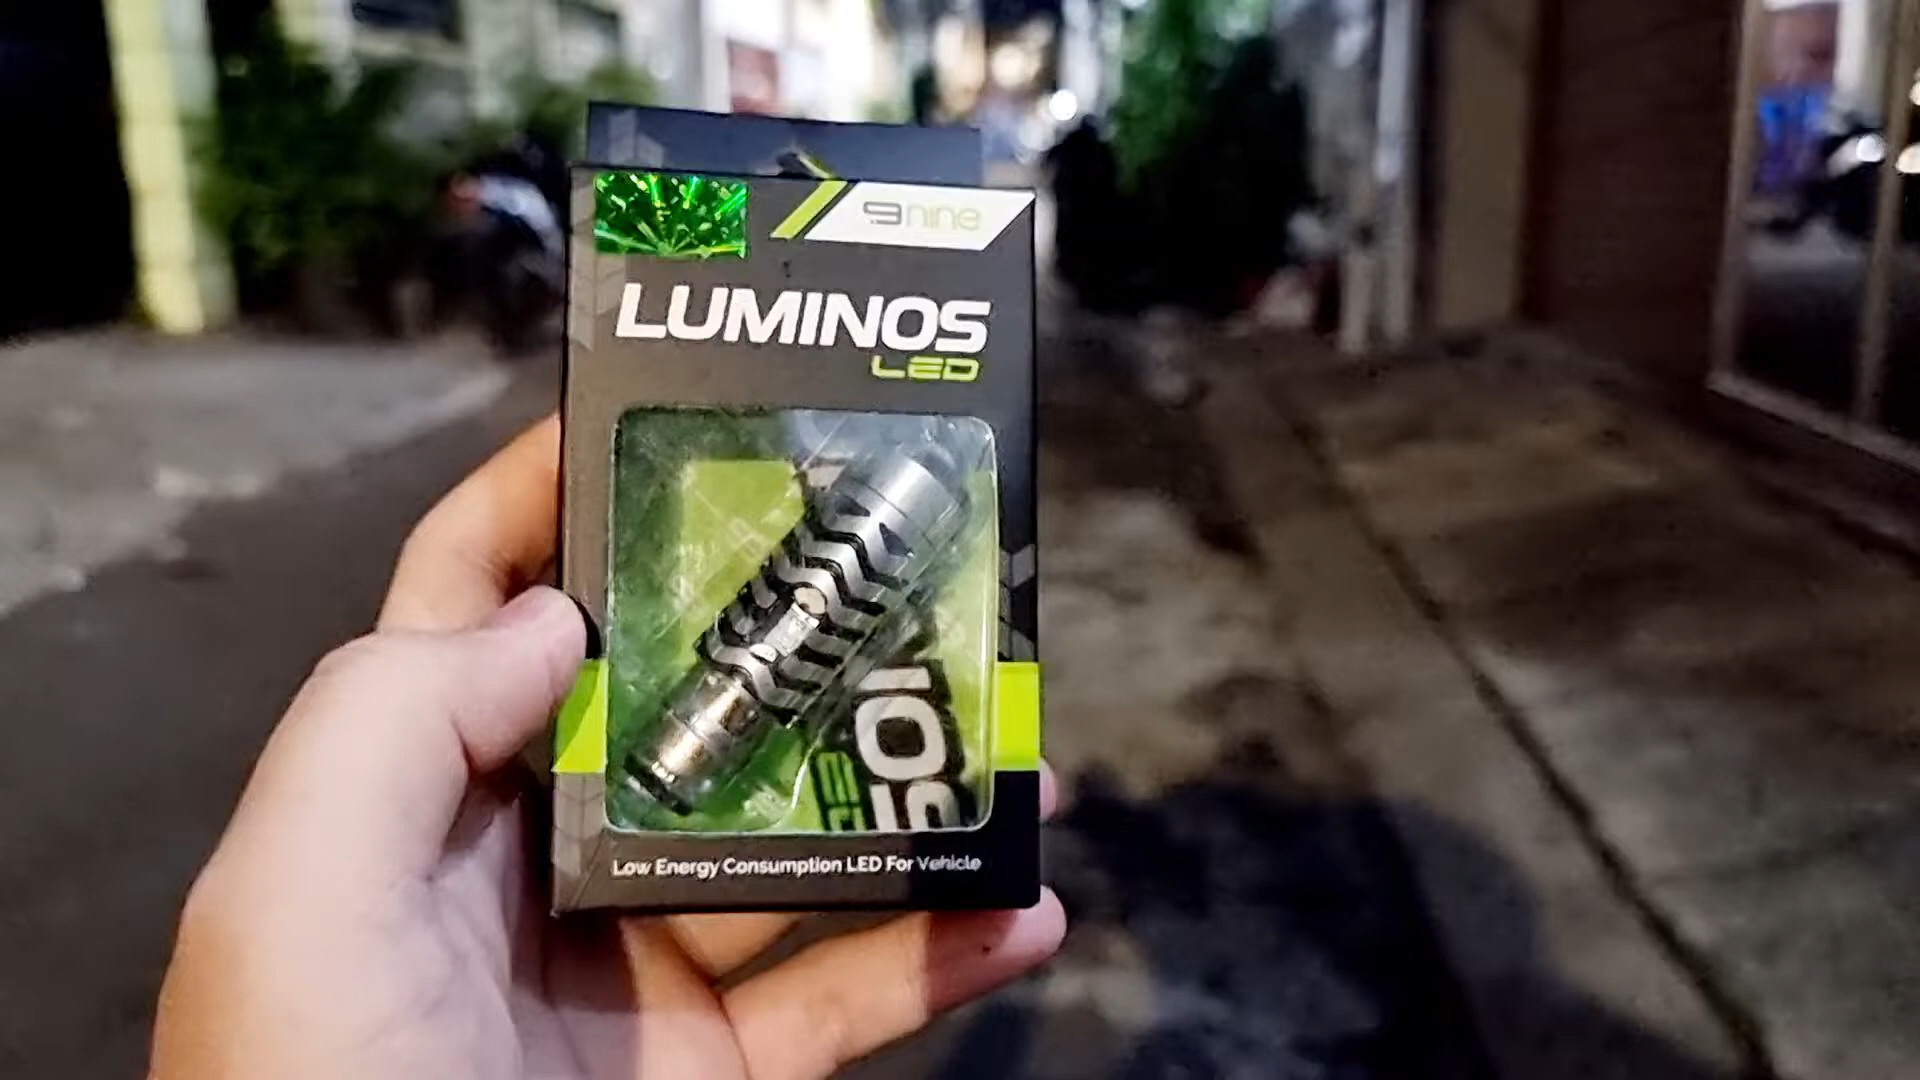 9nine
LUMINOS
LED
Low Energy Consumption LED For Vehicle